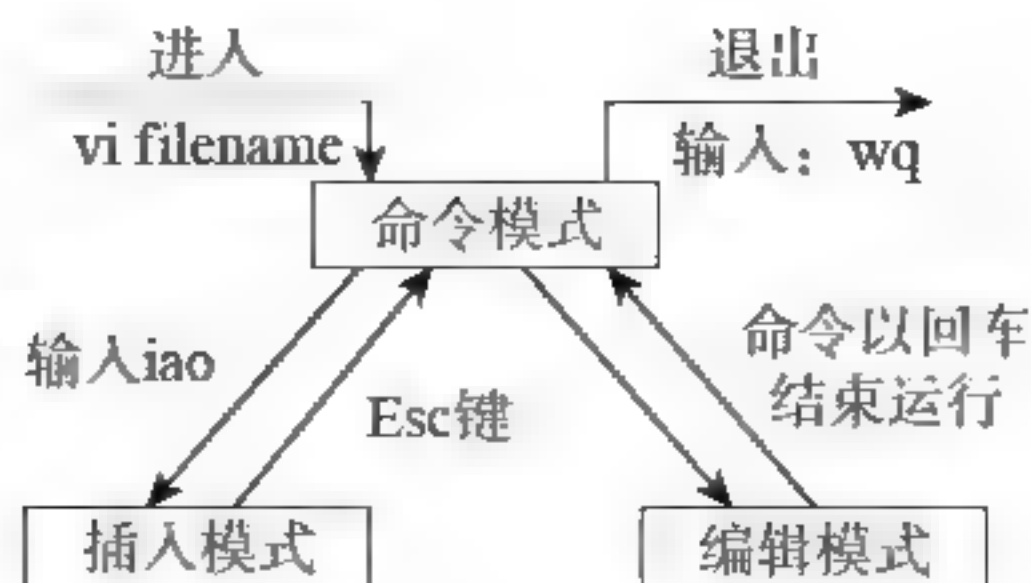 进入
vi filename
退出
输入：wq
命令模式
输入iao
Esc键
命令以回车
结束运行
插入模式
编辑模式